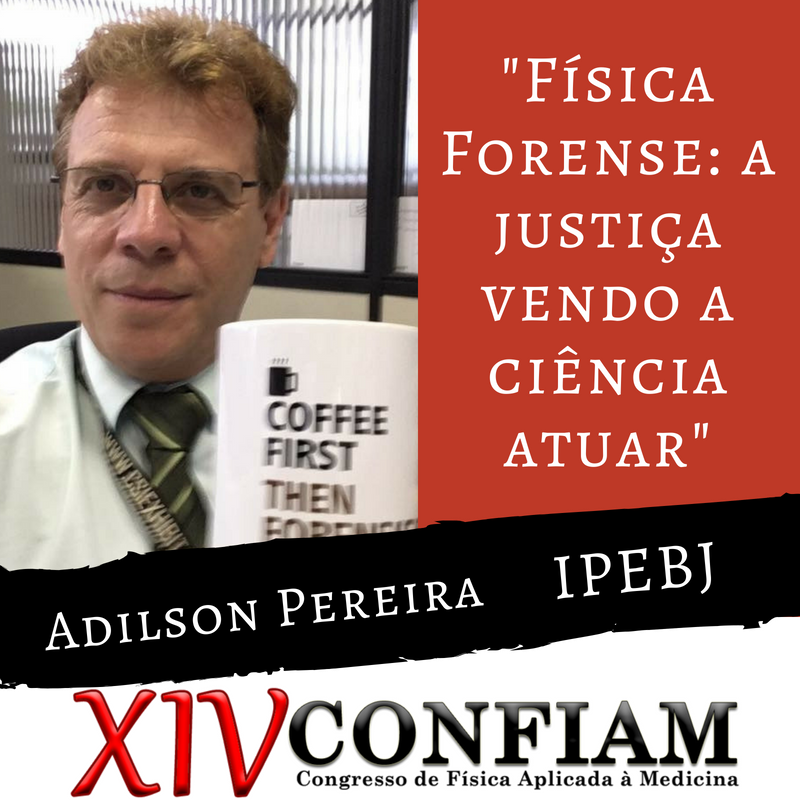 "Física
Forense: a
justiça
vendo a
ciência
atuar"
COFFEE
FIRST
THEN
Adilson Pereira IPEBJ
XIV CONFIAM
Congresso de Física Aplicada à Medicina